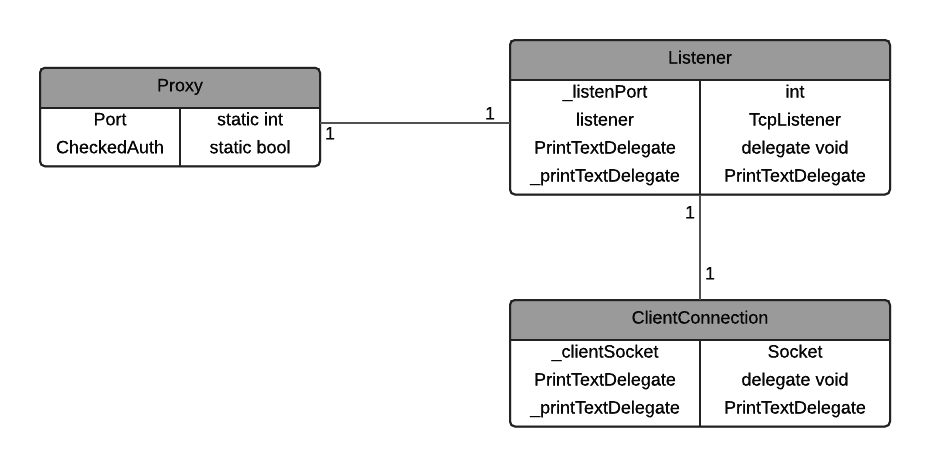 Proxy
Port static int
CheckedAuth static bool
1
1
Listener
_listenPort int
listener TcpListener
PrintTextDelegate delegate void
_printTextDelegate PrintTextDelegate
1
1
ClientConnection
_clientSocket Socket
PrintTextDelegate delegate void
_printTextDelegate PrintTextDelegate